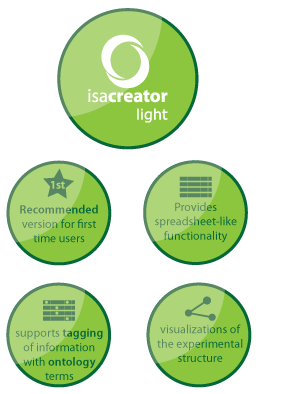 isacreator
light
1st
Recommended
version for first
time users
Provides
spreadsheet-like
functionality
supports tagging
of information
with ontology
terms
visualizations of
the experimental
structure